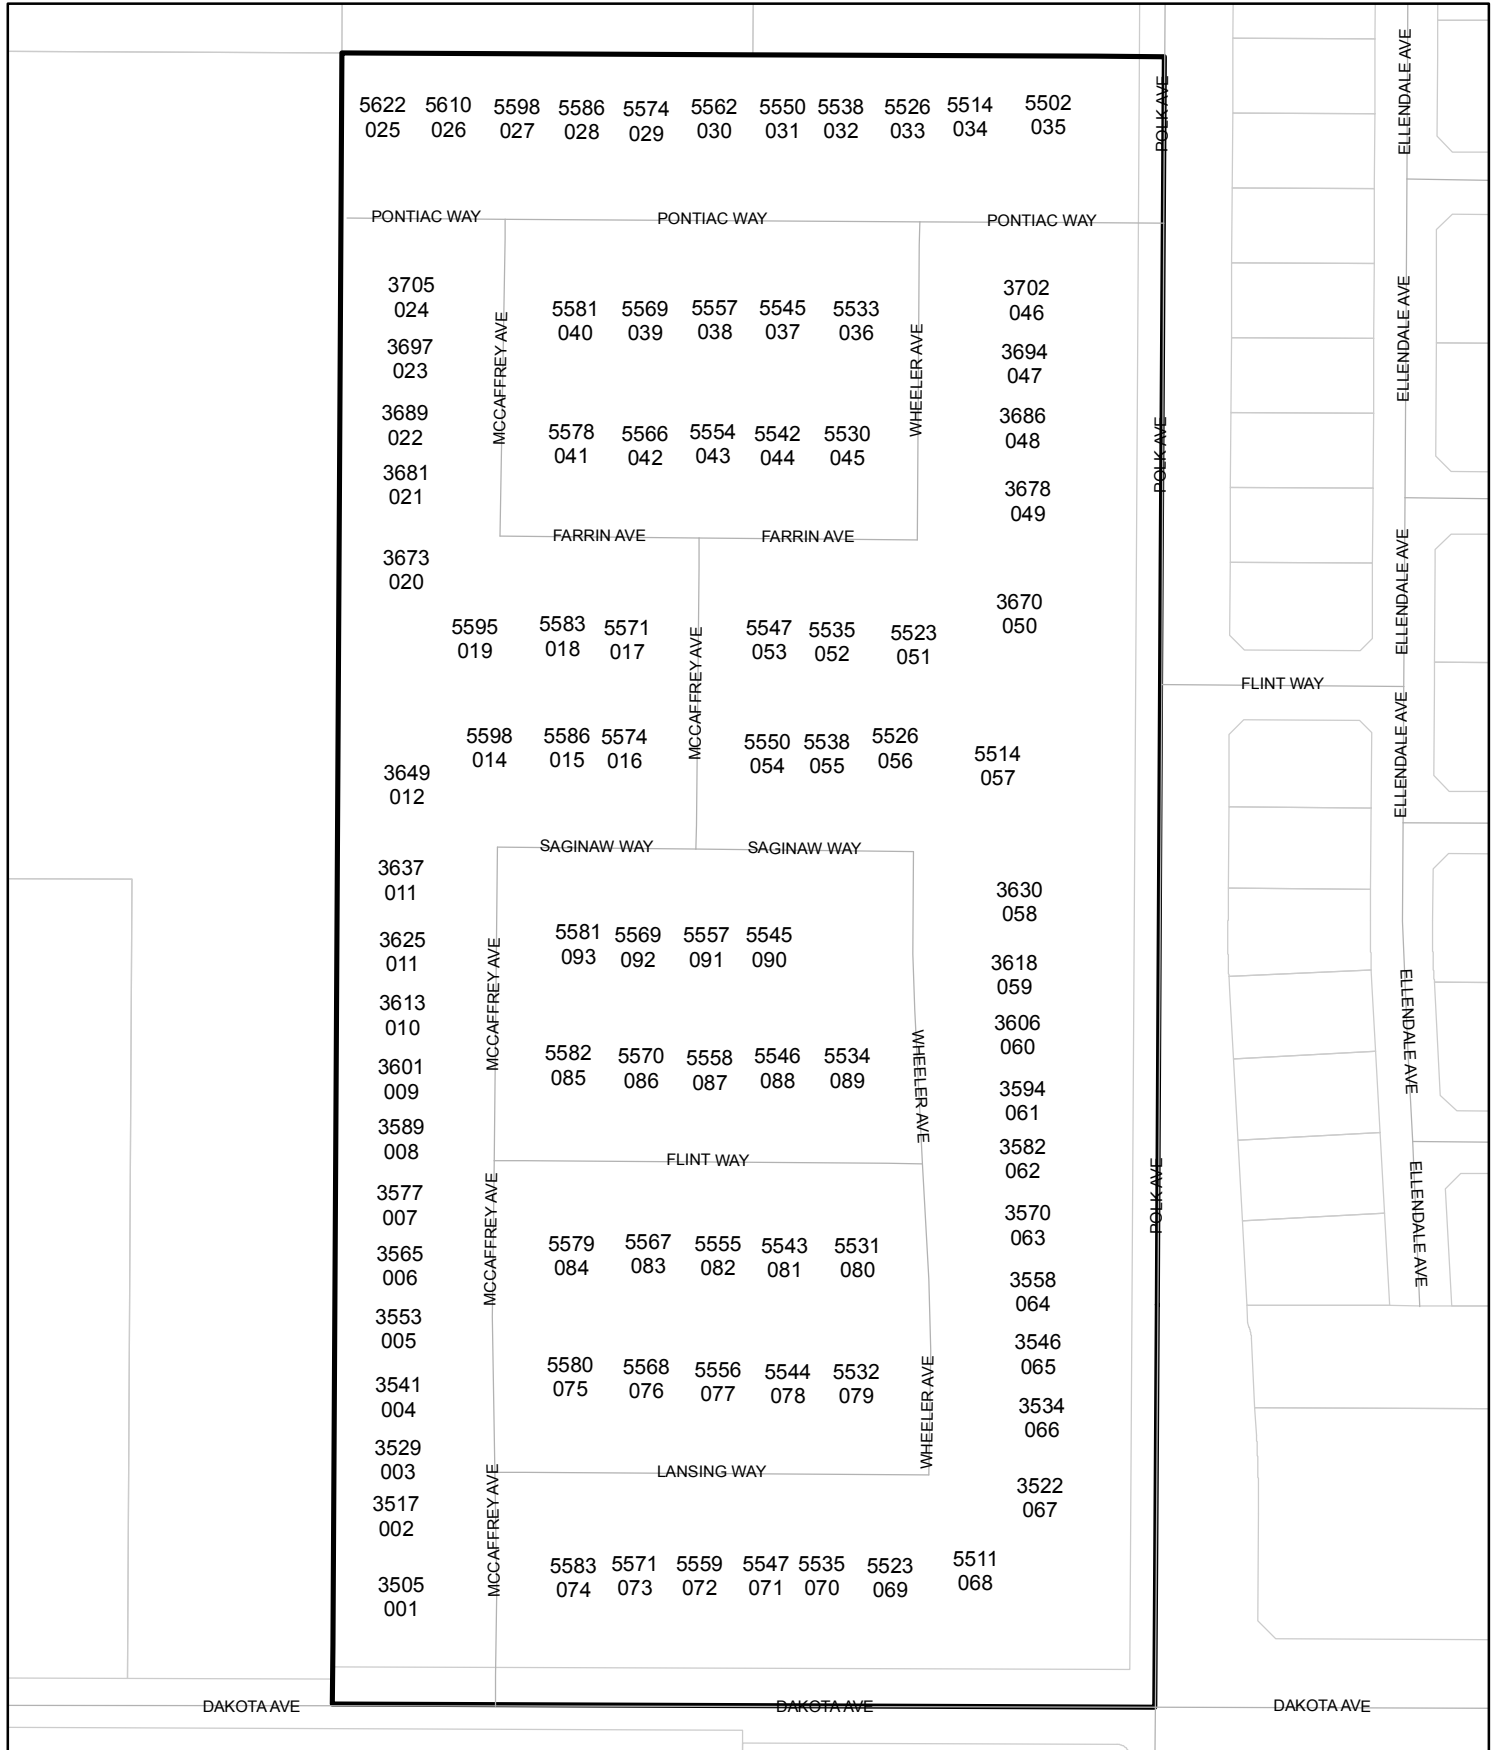 5622 5610 5598 5586 5574 5562 5550 5538 5526 5514 5502
025 026 027 028 029 030 031 032 033 034 035
POLK AVE
ELLENDALE AVE
PONTIAC WAY PONTIAC WAY PONTIAC WAY
3705
024
3702
046
5581 5569 5557 5545 5533
040 039 038 037 036
MCCAFFREY AVE
WHEELER AVE
ELLENDALE AVE
3697
023
3694
047
3689
022
3686
048
5578 5566 5554 5542 5530
041 042 043 044 045
POLK AVE
3681
021
3678
049
FARRIN AVE FARRIN AVE
3673
020
ELLENDALE AVE
3670
050
5595 5583 5571 5547 5535 5523
019 018 017 053 052 051
MCCAFFREY AVE
FLINT WAY
ELLENDALE AVE
5598 5586 5574 5550 5538 5526 5514
014 015 016 054 055 056 057
3649
012
SAGINAW WAY SAGINAW WAY
3637
011
3630
058
5581 5569 5557 5545
093 092 091 090
3625
011
MCCAFFREY AVE
3618
059
3613
010
3606
060
ELLENDALE AVE
5582 5570 5558 5546 5534
085 086 087 088 089
WHEELER AVE
3601
009
3594
061
3589
008
3582
062
FLINT WAY
POLK AVE
3577
007
3570
063
MCCAFFREY AVE
ELLENDALE AVE
5579 5567 5555 5543 5531
084 083 082 081 080
3565
006
3558
064
3553
005
3546
065
5580 5568 5556 5544 5532
075 076 077 078 079
3541
004
3534
066
WHEELER AVE
3529
003
LANSING WAY
3517
002
3522
067
MCCAFFREY AVE
5583 5571 5559 5547 5535 5523 5511
074 073 072 071 070 069 068
3505
001
DAKOTA AVE DAKOTA AVE DAKOTA AVE